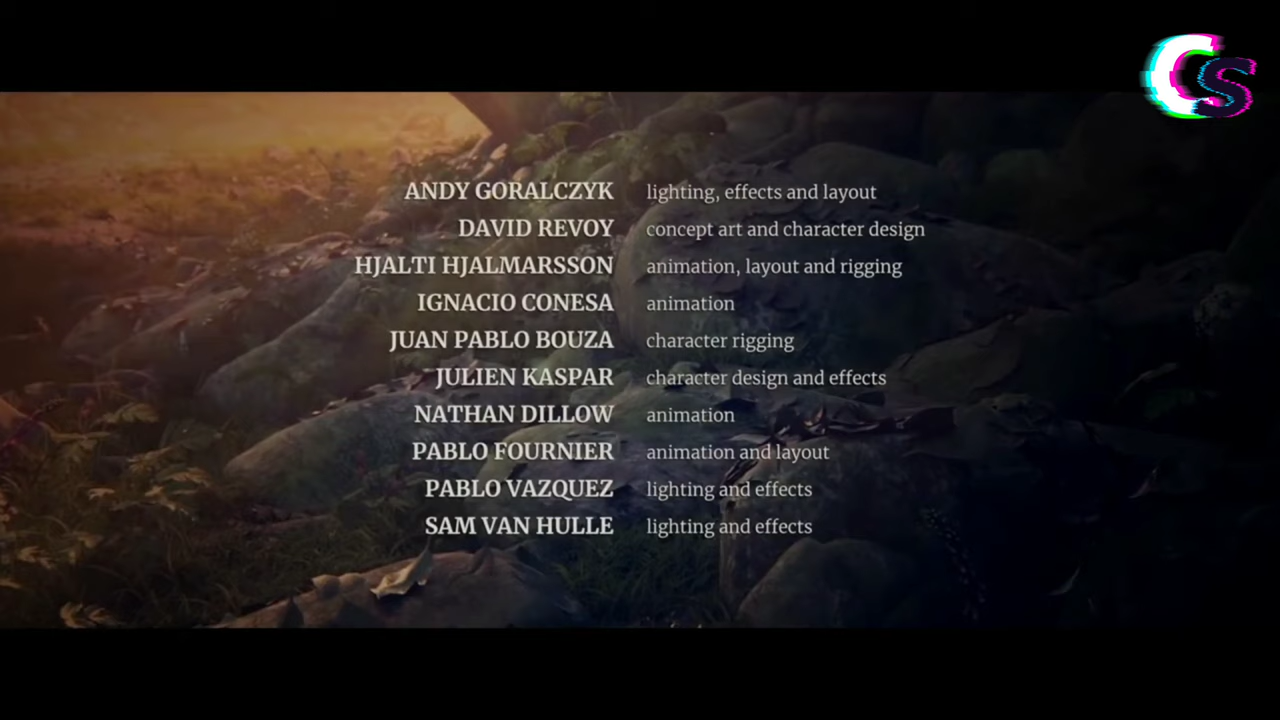 CS
ANDY GORALCZYK lighting, effects and layout
DAVID REVOY concept art and character design
HJALTI HJALMARSSON animation, layout and rigging
IGNACIO CONESA animation
JUAN PABLO BOUZA character rigging
JULIEN KASPAR character design and effects
NATHAN DILLOW animation
PABLO FOURNIER animation and layout
PABLO VAZQUEZ lighting and effects
SAM VAN HULLE lighting and effects